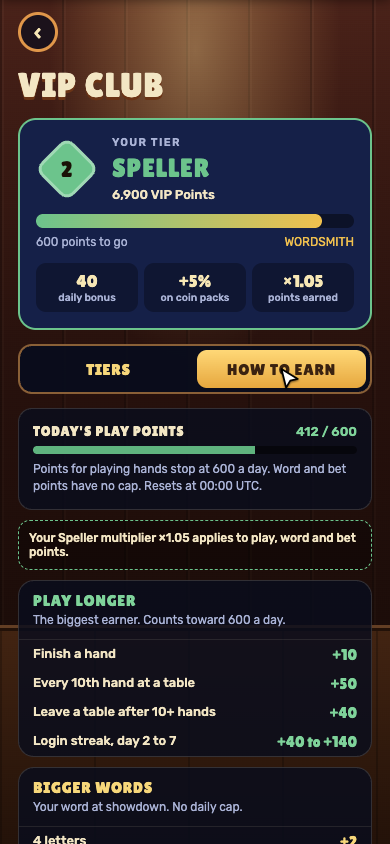 VIP CLUB
YOUR TIER
2
SPELLER
6,900 VIP Points
600 points to go
WORDSMITH
40
daily bonus
+5%
on coin packs
×1.05
points earned
TIERS
HOW TO EARN
TODAY'S PLAY POINTS
412 / 600
Points for playing hands stop at 600 a day. Word and bet
points have no cap. Resets at 00:00 UTC.
Your Speller multiplier ×1.05 applies to play, word and bet
points.
PLAY LONGER
The biggest earner. Counts toward 600 a day.
Finish a hand
+10
Every 10th hand at a table
+50
Leave a table after 10+ hands
+40
Login streak, day 2 to 7
+40 to +140
BIGGER WORDS
Your word at showdown. No daily cap.
4 letters
+2